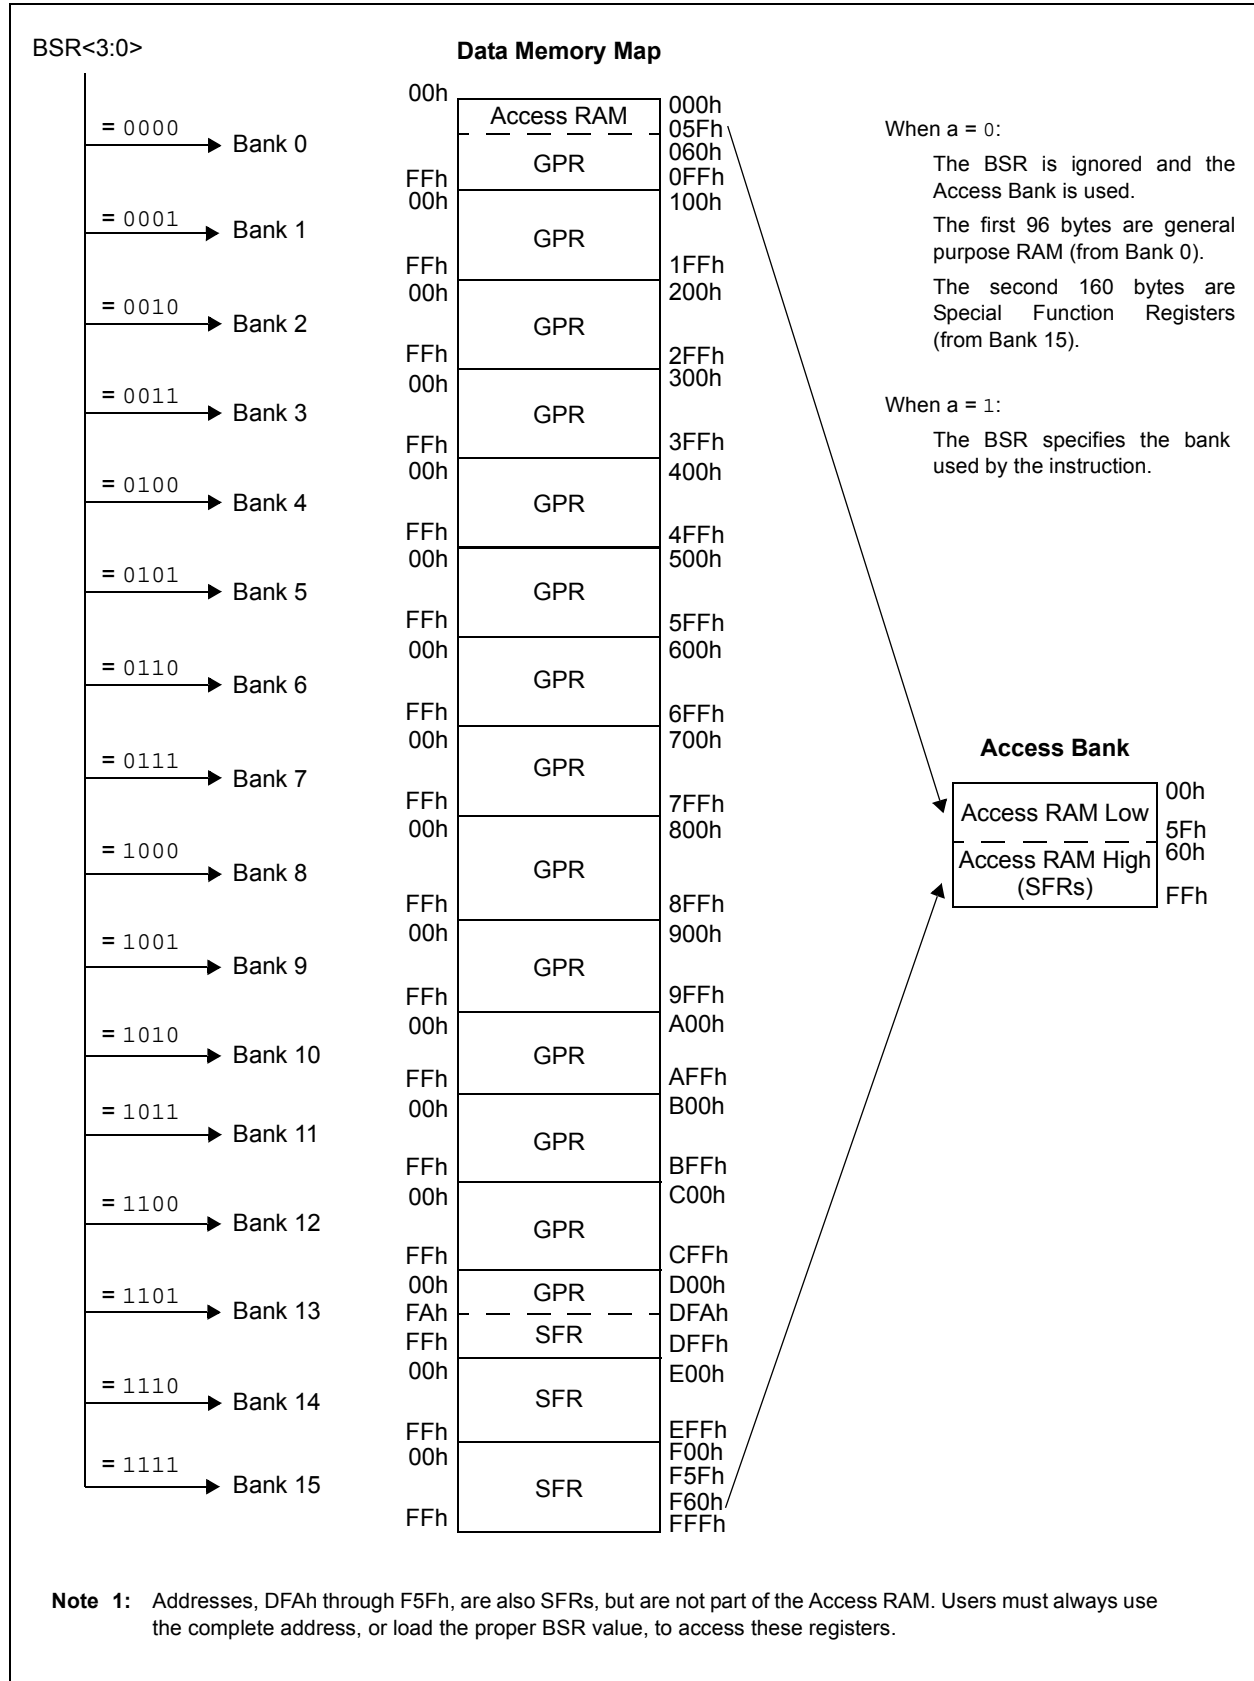 BSR<3:0>
Data Memory Map
= 0000
Bank 0
= 0001
Bank 1
= 0010
Bank 2
= 0011
Bank 3
= 0100
Bank 4
= 0101
Bank 5
= 0110
Bank 6
= 0111
Bank 7
= 1000
Bank 8
= 1001
Bank 9
= 1010
Bank 10
= 1011
Bank 11
= 1100
Bank 12
= 1101
Bank 13
= 1110
Bank 14
= 1111
Bank 15
00h
Access RAM
000h
05Fh
060h
GPR
FFh
0FFh
00h
100h
GPR
FFh
1FFh
00h
200h
GPR
FFh
2FFh
00h
300h
GPR
FFh
3FFh
00h
400h
GPR
FFh
4FFh
00h
500h
GPR
FFh
5FFh
00h
600h
GPR
FFh
6FFh
00h
700h
GPR
FFh
7FFh
00h
800h
GPR
FFh
8FFh
00h
900h
GPR
FFh
9FFh
00h
A00h
GPR
FFh
AFFh
00h
B00h
GPR
FFh
BFFh
00h
C00h
GPR
FFh
CFFh
00h
GPR
D00h
FAh
DFAh
SFR
FFh
DFFh
00h
E00h
SFR
FFh
EFFh
00h
F00h
F5Fh
SFR
F60h
FFh
FFFh
When a = 0:
The BSR is ignored and the
Access Bank is used.
The first 96 bytes are general
purpose RAM (from Bank 0).
The second 160 bytes are
Special Function Registers
(from Bank 15).
When a = 1:
The BSR specifies the bank
used by the instruction.
Access Bank
00h
Access RAM Low
5Fh
60h
Access RAM High
(SFRs)
FFh
Note 1: Addresses, DFAh through F5Fh, are also SFRs, but are not part of the Access RAM. Users must always use
the complete address, or load the proper BSR value, to access these registers.